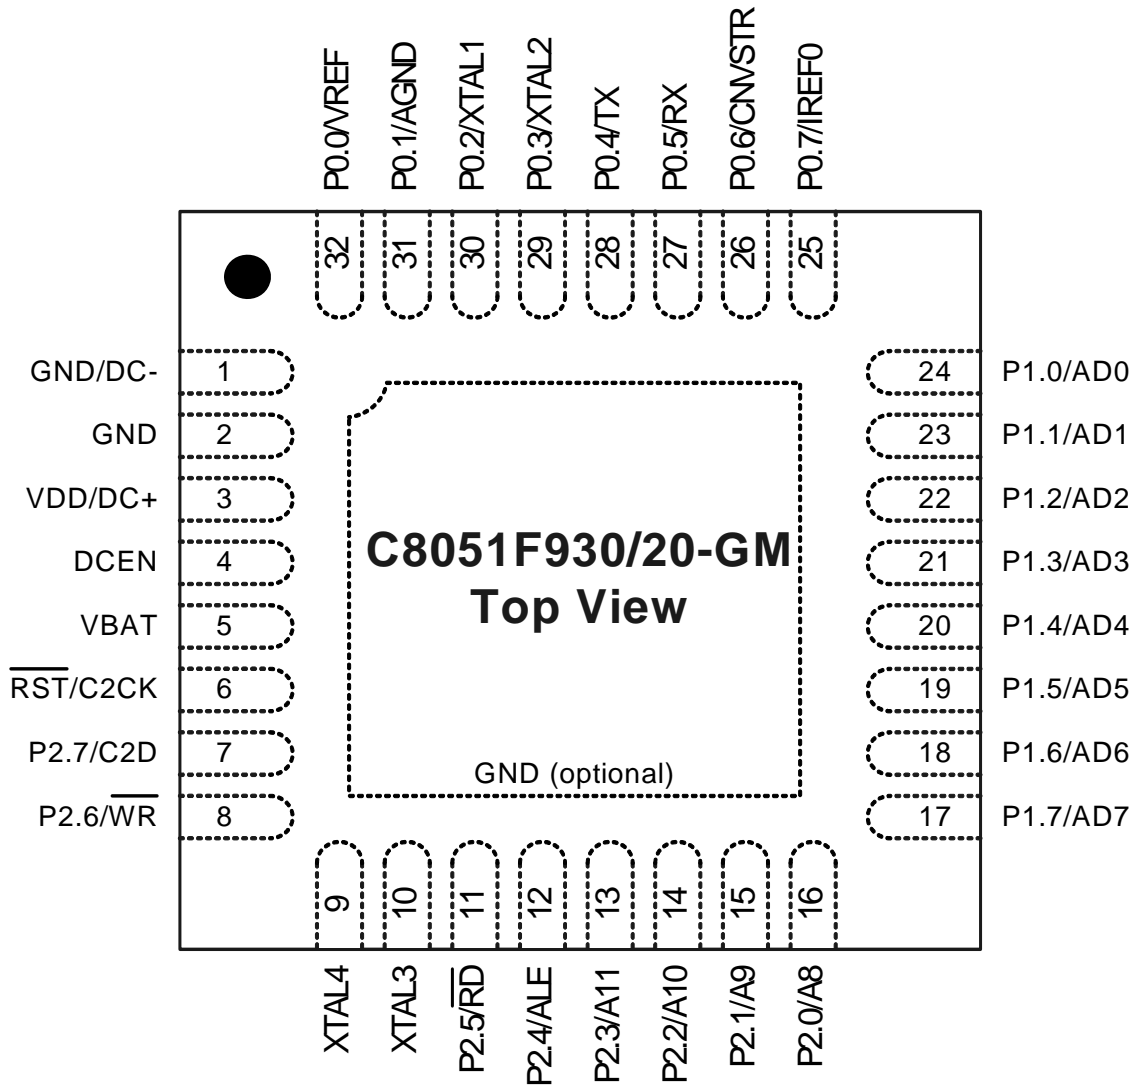 P0.0/VREF
P0.1/AGND
P0.2/XTAL1
P0.3/XTAL2
P0.4/TX
P0.5/RX
P0.6/CNVSTR
P0.7/IREF0
32
31
30
29
28
27
26
25
GND/DC- 1
GND 2
VDD/DC+ 3
DCEN 4
VBAT 5
R̅S̅T̅/C2CK 6
P2.7/C2D 7
P2.6/W̅R̅ 8
24 P1.0/AD0
23 P1.1/AD1
22 P1.2/AD2
21 P1.3/AD3
20 P1.4/AD4
19 P1.5/AD5
18 P1.6/AD6
17 P1.7/AD7
C8051F930/20-GM
Top View
GND (optional)
9
10
11
12
13
14
15
16
XTAL4
XTAL3
P2.5/R̅D̅
P2.4/ALE
P2.3/A11
P2.2/A10
P2.1/A9
P2.0/A8